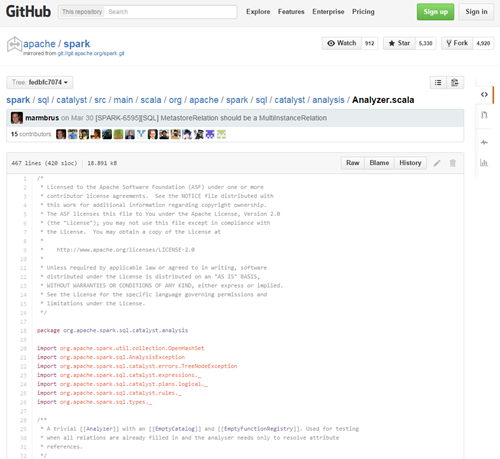 GitHub This repository Search Explore Features Enterprise Pricing Sign up Sign in
apache / spark Watch 912 Star 5,330 Fork 4,920
mirrored from git://git.apache.org/spark.git
Tree: fedbfc7074
spark / sql / catalyst / src / main / scala / org / apache / spark / sql / catalyst / analysis / Analyzer.scala
marmbrus on Mar 30 [SPARK-6595][SQL] MetastoreRelation should be a MultiInstanceRelation
15 contributors
467 lines (420 sloc) 18.891 kB Raw Blame History
1 /*
2 * Licensed to the Apache Software Foundation (ASF) under one or more
3 * contributor license agreements. See the NOTICE file distributed with
4 * this work for additional information regarding copyright ownership.
5 * The ASF licenses this file to You under the Apache License, Version 2.0
6 * (the "License"); you may not use this file except in compliance with
7 * the License. You may obtain a copy of the License at
8 *
9 * http://www.apache.org/licenses/LICENSE-2.0
10 *
11 * Unless required by applicable law or agreed to in writing, software
12 * distributed under the License is distributed on an "AS IS" BASIS,
13 * WITHOUT WARRANTIES OR CONDITIONS OF ANY KIND, either express or implied.
14 * See the License for the specific language governing permissions and
15 * limitations under the License.
16 */
17
18 package org.apache.spark.sql.catalyst.analysis
19
20 import org.apache.spark.util.collection.OpenHashSet
21 import org.apache.spark.sql.AnalysisException
22 import org.apache.spark.sql.catalyst.errors.TreeNodeException
23 import org.apache.spark.sql.catalyst.expressions._
24 import org.apache.spark.sql.catalyst.plans.logical._
25 import org.apache.spark.sql.catalyst.rules._
26 import org.apache.spark.sql.types._
27
28 /**
29 * A trivial [[Analyzer]] with an [[EmptyCatalog]] and [[EmptyFunctionRegistry]]. Used for testing
30 * when all relations are already filled in and the analyser needs only to resolve attribute
31 * references.
32 */